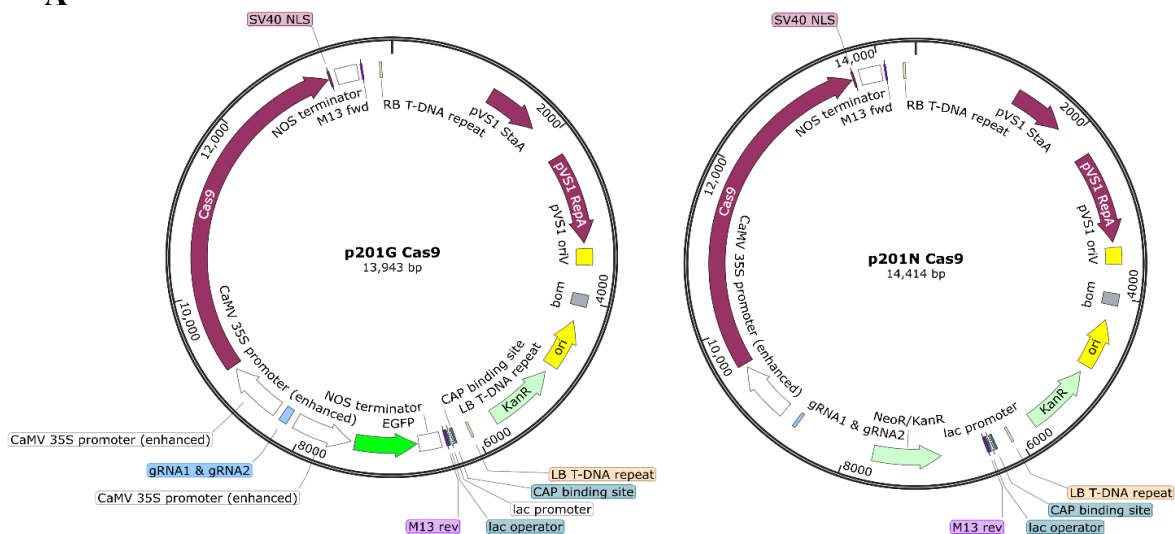 A
SV40 NLS
NOS terminator
M13 fwd
RB T-DNA repeat
pVS1 StaA
2000
pVS1 RepA
pVS1 oriV
bom
4000
ori
KanR
6000
CAP binding site
LB T-DNA repeat
NOS terminator
EGFP
8000
CaMV 35S promoter (enhanced)
10,000
Cas9
12,000
p201G Cas9
13,943 bp
CaMV 35S promoter (enhanced)
gRNA1 & gRNA2
CaMV 35S promoter (enhanced)
M13 rev
lac operator
lac promoter
CAP binding site
LB T-DNA repeat
SV40 NLS
14,000
NOS terminator
M13 fwd
RB T-DNA repeat
pVS1 StaA
2000
pVS1 RepA
pVS1 oriV
bom
4000
ori
KanR
6000
lac promoter
NeoR/KanR
gRNA1 & gRNA2
8000
CaMV 35S promoter (enhanced)
10,000
Cas9
12,000
p201N Cas9
14,414 bp
LB T-DNA repeat
CAP binding site
lac operator
M13 rev